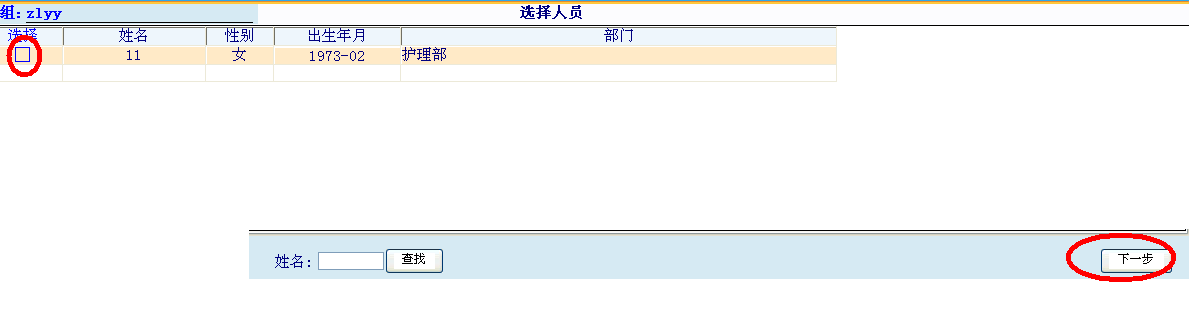 组: zlyy 选择人员
选择 姓名 性别 出生年月 部门
11 女 1973-02 护理部
姓名: 查找 下一步